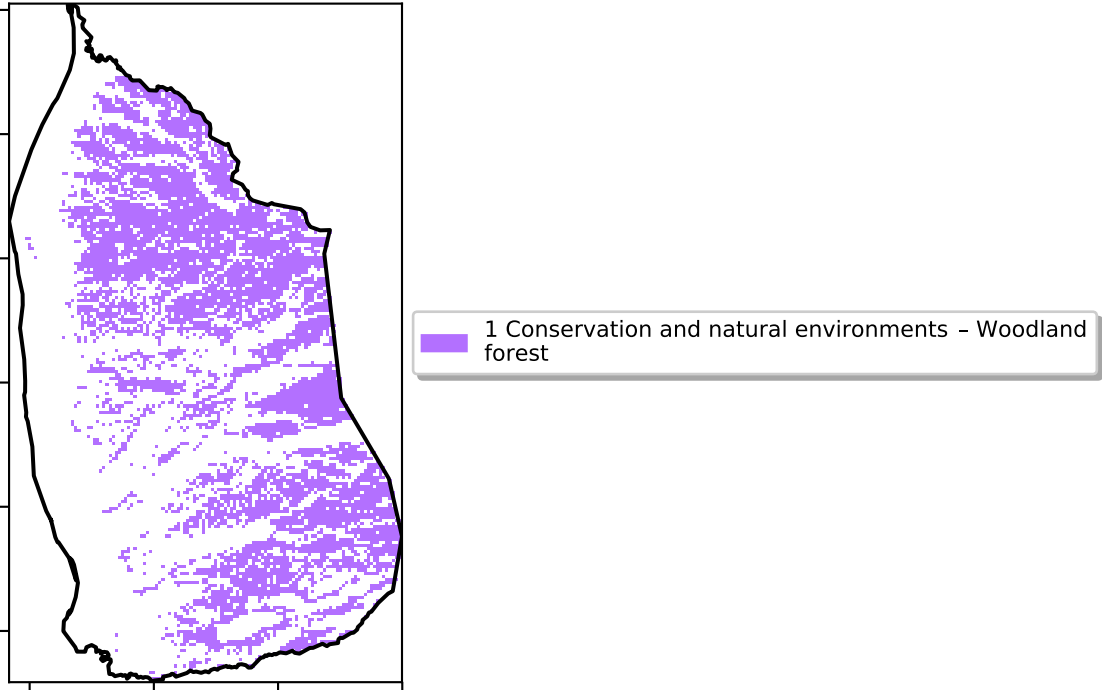 1 Conservation and natural environments – Woodland
forest